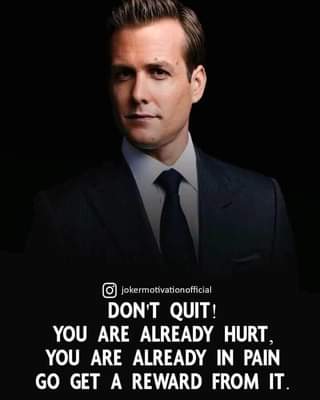 jokermotivationofficial
DON'T QUIT!
YOU ARE ALREADY HURT,
YOU ARE ALREADY IN PAIN
GO GET A REWARD FROM IT.